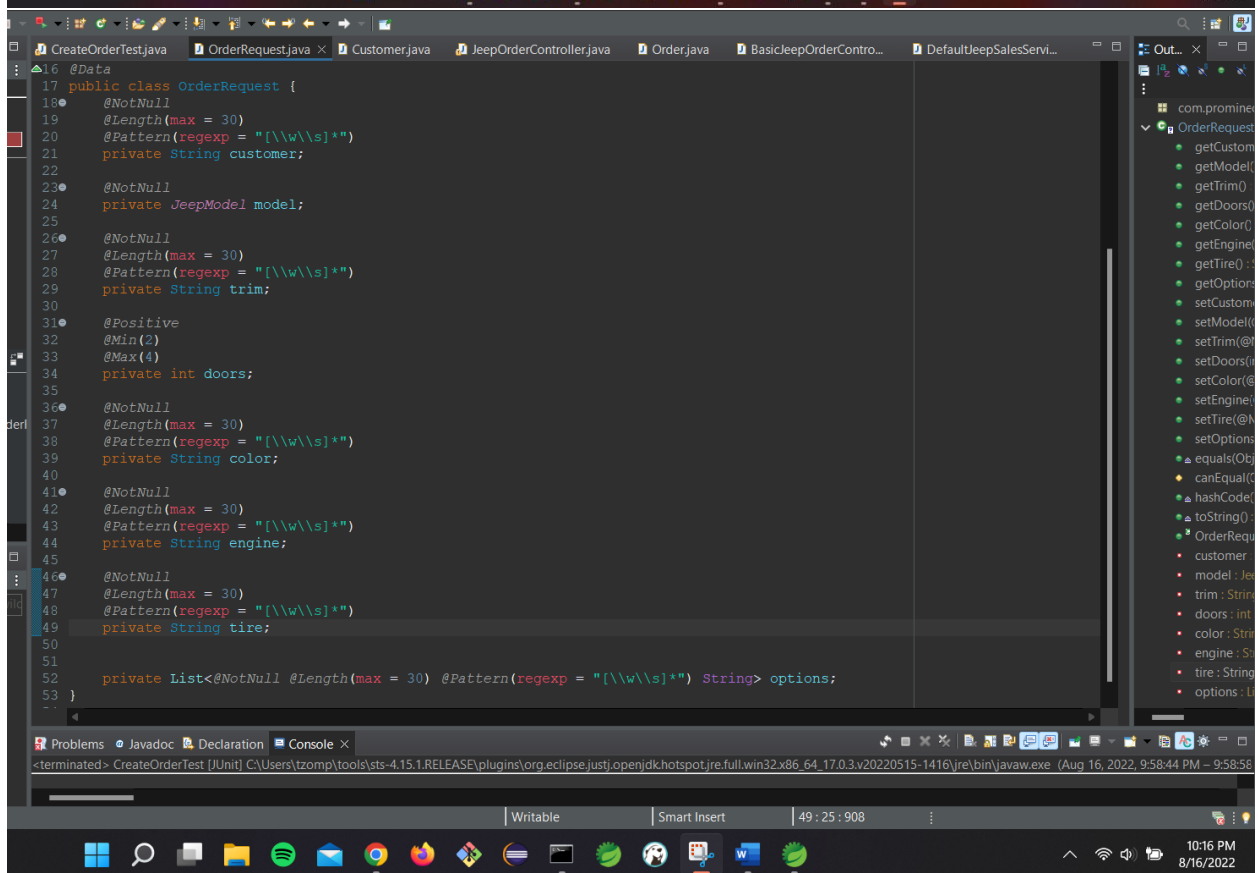 CreateOrderTest.java OrderRequest.java Customer.java JeepOrderController.java Order.java BasicJeepOrderContro... DefaultJeepSalesServi... Out...
16 @Data
17 public class OrderRequest {
18 @NotNull
19 @Length(max = 30)
20 @Pattern(regexp = "[\\w\\s]*")
21 private String customer;
22
23 @NotNull
24 private JeepModel model;
25
26 @NotNull
27 @Length(max = 30)
28 @Pattern(regexp = "[\\w\\s]*")
29 private String trim;
30
31 @Positive
32 @Min(2)
33 @Max(4)
34 private int doors;
35
36 @NotNull
37 @Length(max = 30)
38 @Pattern(regexp = "[\\w\\s]*")
39 private String color;
40
41 @NotNull
42 @Length(max = 30)
43 @Pattern(regexp = "[\\w\\s]*")
44 private String engine;
45
46 @NotNull
47 @Length(max = 30)
48 @Pattern(regexp = "[\\w\\s]*")
49 private String tire;
50
51
52 private List<@NotNull @Length(max = 30) @Pattern(regexp = "[\\w\\s]*") String> options;
53 }
com.promine
OrderRequest
getCustom
getModel(
getTrim()
getDoors()
getColor()
getEngine(
getTire() :
getOptions
setCustom
setModel(
setTrim(@
setDoors(i
setColor(@
setEngine(
setTire(@N
setOptions
equals(Obj
canEqual(
hashCode(
toString() :
OrderRequ
customer
model : Je
trim : String
doors : int
color : Stri
engine : St
tire : String
options : Li
Problems Javadoc Declaration Console
<terminated> CreateOrderTest [JUnit] C:\Users\tzomp\tools\sts-4.15.1.RELEASE\plugins\org.eclipse.justj.openjdk.hotspot.jre.full.win32.x86_64_17.0.3.v20220515-1416\jre\bin\javaw.exe (Aug 16, 2022, 9:58:44 PM – 9:58:58
Writable Smart Insert 49 : 25 : 908
10:16 PM
8/16/2022